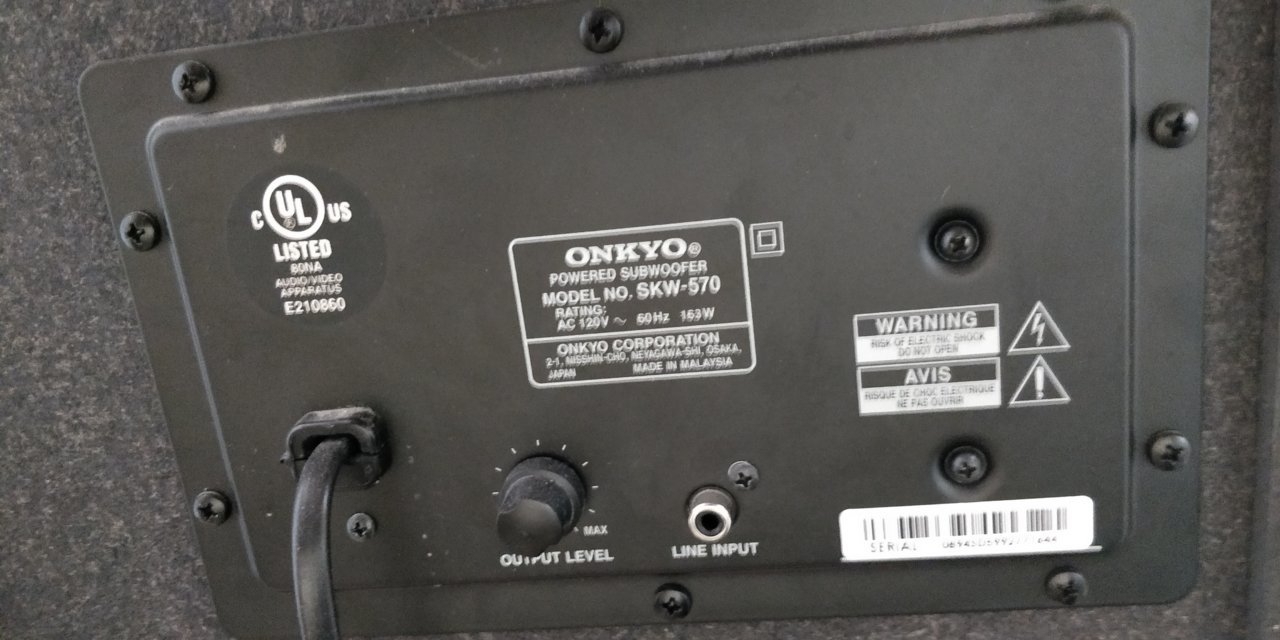 C UL® US
LISTED
80NA
AUDIO/VIDEO
APPARATUS
E210860
ONKYO®
POWERED SUBWOOFER
MODEL NO. SKW-570
RATING:
AC 120V ~ 60Hz 163W
ONKYO CORPORATION
2-1, NISSHIN-CHO, NEYAGAWA-SHI, OSAKA,
JAPAN MADE IN MALAYSIA
WARNING
RISK OF ELECTRIC SHOCK
DO NOT OPEN
AVIS
RISQUE DE CHOC ELECTRIQUE
NE PAS OUVRIR
MAX
OUTPUT LEVEL
LINE INPUT
SERIAL